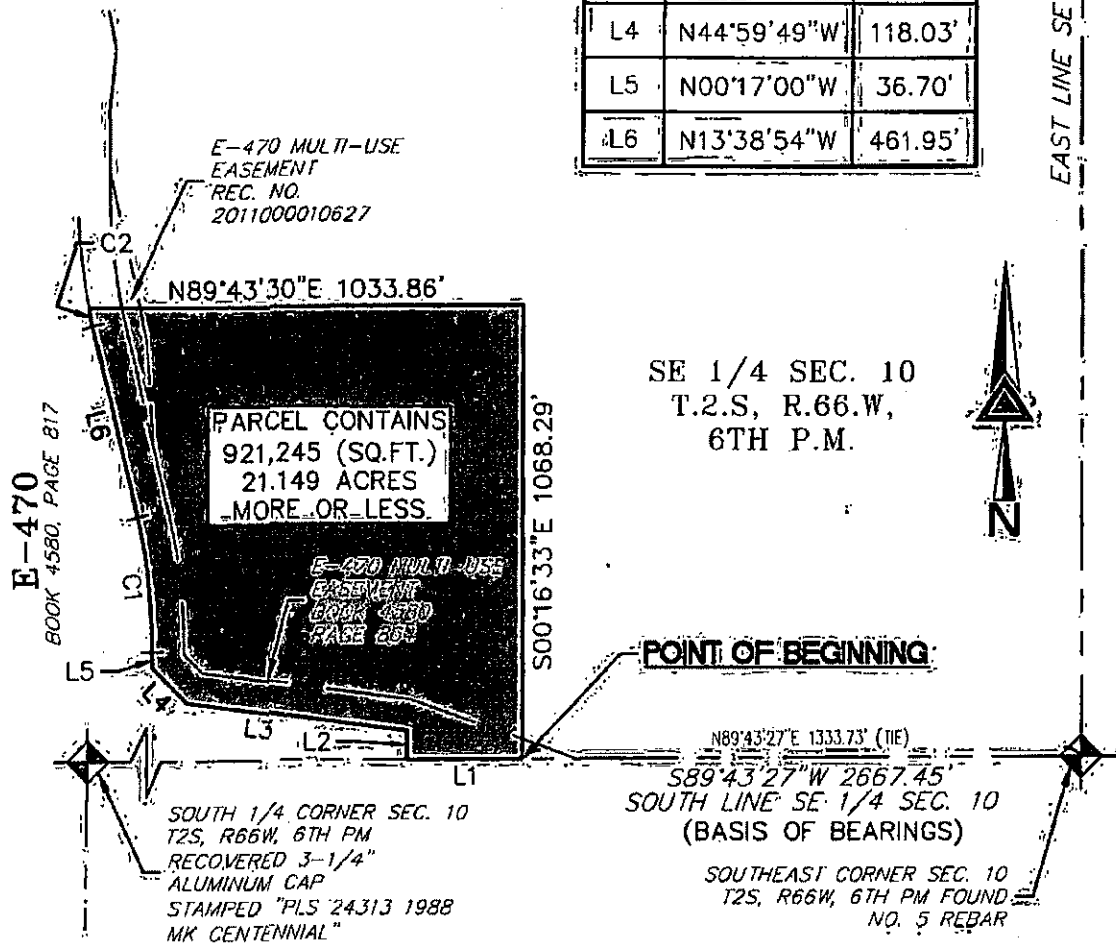 L4 N44°59'49"W 118.03'
L5 N00°17'00"W 36.70'
L6 N13°38'54"W 461.95'
EAST LINE SE
E-470 MULTI-USE
EASEMENT
REC. NO.
2011000010627
C2
N89°43'30"E 1033.86'
SE 1/4 SEC. 10
T.2.S, R.66.W,
6TH P.M.
N
PARCEL CONTAINS
921,245 (SQ.FT.)
21.149 ACRES
MORE OR LESS.
L6
E-470
BOOK 4580, PAGE 817
S00°16'33"E 1068.29'
E-470 MULTI-USE
EASEMENT
BOOK 4580
PAGE
C1
L5
L4
L3
L2
L1
POINT OF BEGINNING
N89°43'27"E 1333.73' (TIE)
S89°43'27"W 2667.45'
SOUTH LINE SE 1/4 SEC. 10
(BASIS OF BEARINGS)
SOUTH 1/4 CORNER SEC. 10
T2S, R66W, 6TH PM
RECOVERED 3-1/4"
ALUMINUM CAP
STAMPED "PLS 24313 1988
MK CENTENNIAL"
SOUTHEAST CORNER SEC. 10
T2S, R66W, 6TH PM FOUND
NO. 5 REBAR